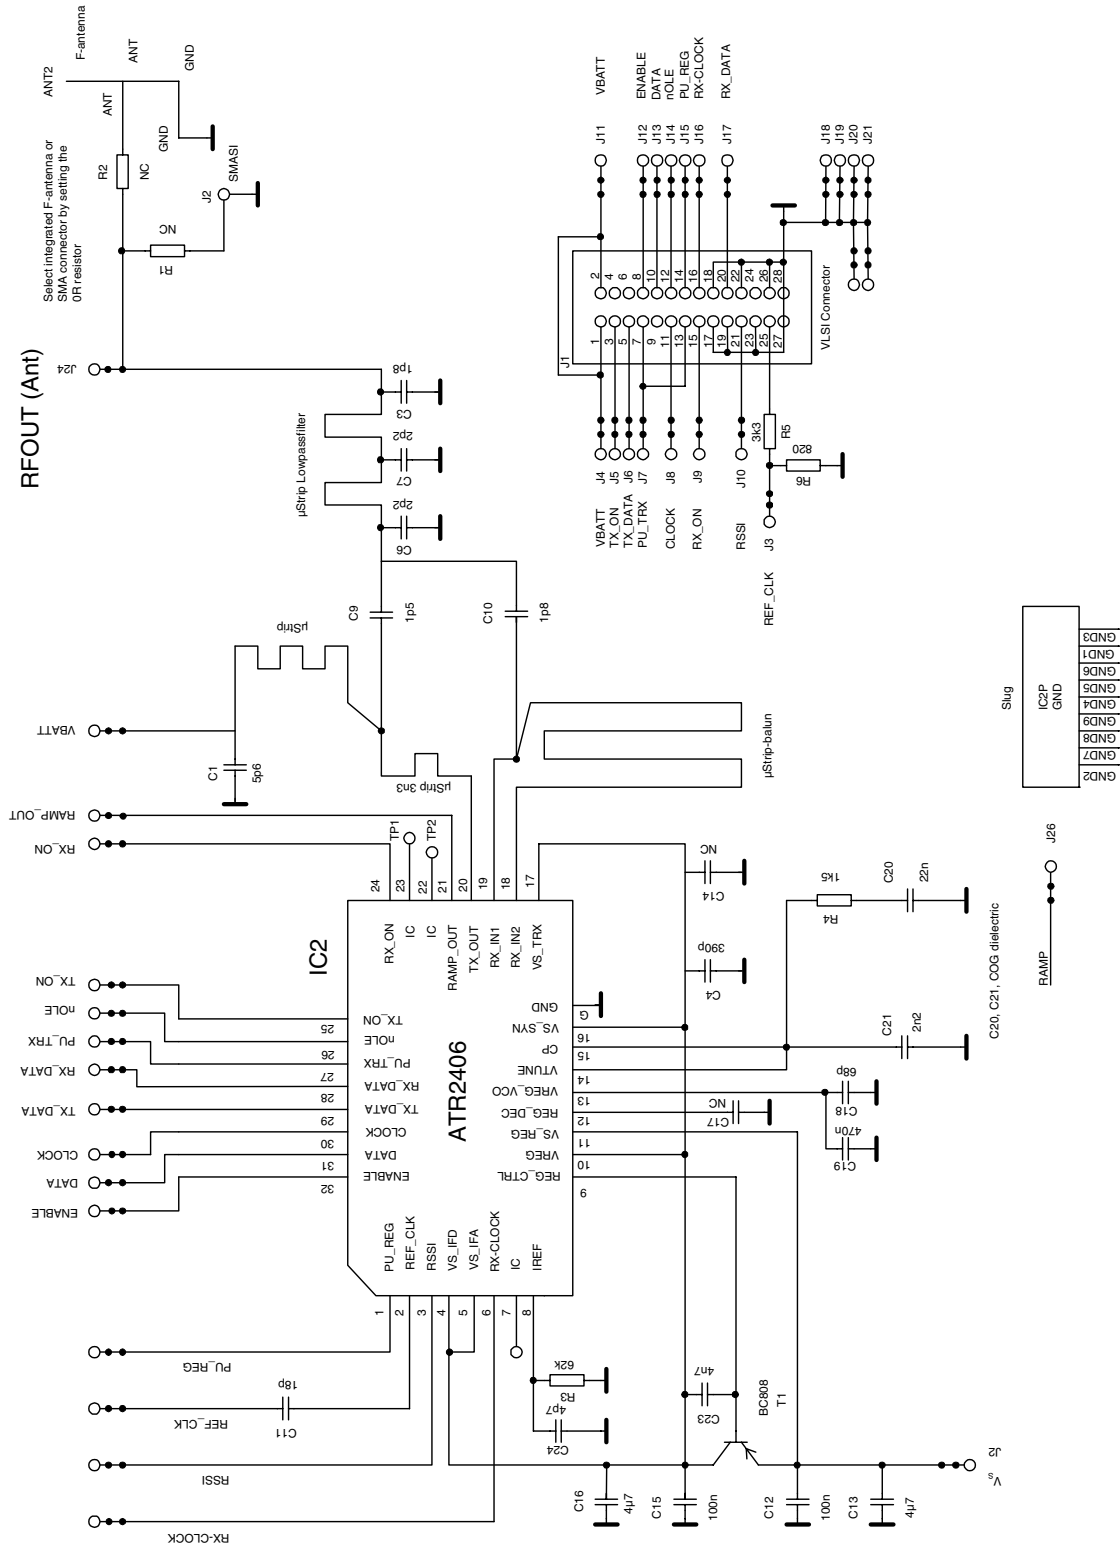 RFOUT (Ant)
Select integrated F-antenna or
SMA connector by setting the
0R resistor
ANT2
F-antenna
ANT
ANT
GND
GND
R2
NC
J2
SMASI
R1
NC
J24
µStrip Lowpassfilter
C3
1p8
C7
2p2
C6
2p2
C9
1p5
C10
1p8
µStrip
VBATT
C1
5p6
µStrip 3n3
µStrip-balun
RAMP_OUT
RX_ON
TP1
TP2
24
23
22
21
20
19
18
17
RX_ON
IC
IC
RAMP_OUT
TX_OUT
RX_IN1
RX_IN2
VS_TRX
IC2
ATR2406
TX_ON
nOLE
PU_TRX
RX_DATA
TX_DATA
CLOCK
DATA
ENABLE
25
26
27
28
29
30
31
32
TX_ON
nOLE
PU_TRX
RX_DATA
TX_DATA
CLOCK
DATA
ENABLE
GND
G
VS_SYN
CP
VTUNE
VREG_VCO
REG_DEC
VS_REG
VREG
REG_CTRL
16
15
14
13
12
11
10
9
PU_REG
REF_CLK
RSSI
VS_IFD
VS_IFA
RX-CLOCK
IC
IREF
1
2
3
4
5
6
7
8
PU_REG
REF_CLK
RSSI
RX-CLOCK
C11
18p
R3
62k
C24
4p7
C14
NC
C4
390p
R4
1k5
C20
22n
C21
2n2
C20, C21, COG dielectric
C18
68p
C19
470n
C17
NC
C23
4n7
BC808
T1
C16
4µ7
C15
100n
C12
100n
C13
4µ7
J2
Vs
VBATT
ENABLE
DATA
nOLE
PU_REG
RX-CLOCK
RX_DATA
J11
J12
J13
J14
J15
J16
J17
J18
J19
J20
J21
J1
2
4
6
8
10
12
14
16
18
20
22
24
26
28
1
3
5
7
9
11
13
15
17
19
21
23
25
27
VLSI Connector
J4
J5
J6
J7
J8
J9
J10
VBATT
TX_ON
TX_DATA
PU_TRX
CLOCK
RX_ON
RSSI
3k3
R5
820
R6
J3
REF_CLK
Slug
IC2P
GND
GND3
GND1
GND6
GND5
GND4
GND9
GND8
GND7
GND2
J26
RAMP